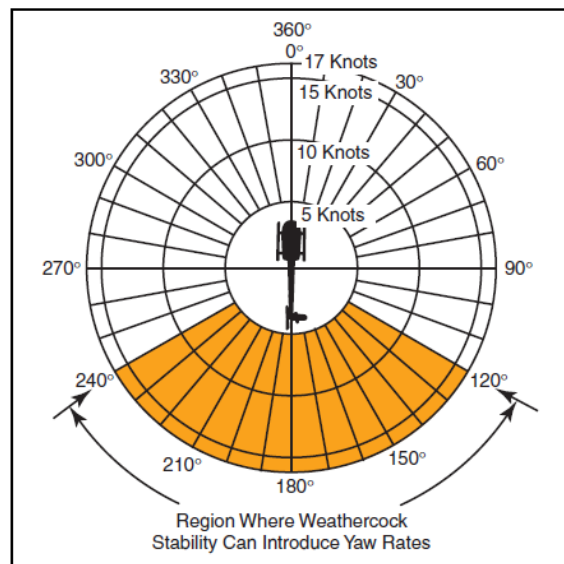 360°
0°
17 Knots
330°
30°
15 Knots
300°
10 Knots
60°
5 Knots
270°
90°
240°
120°
210°
150°
180°
Region Where Weathercock
Stability Can Introduce Yaw Rates